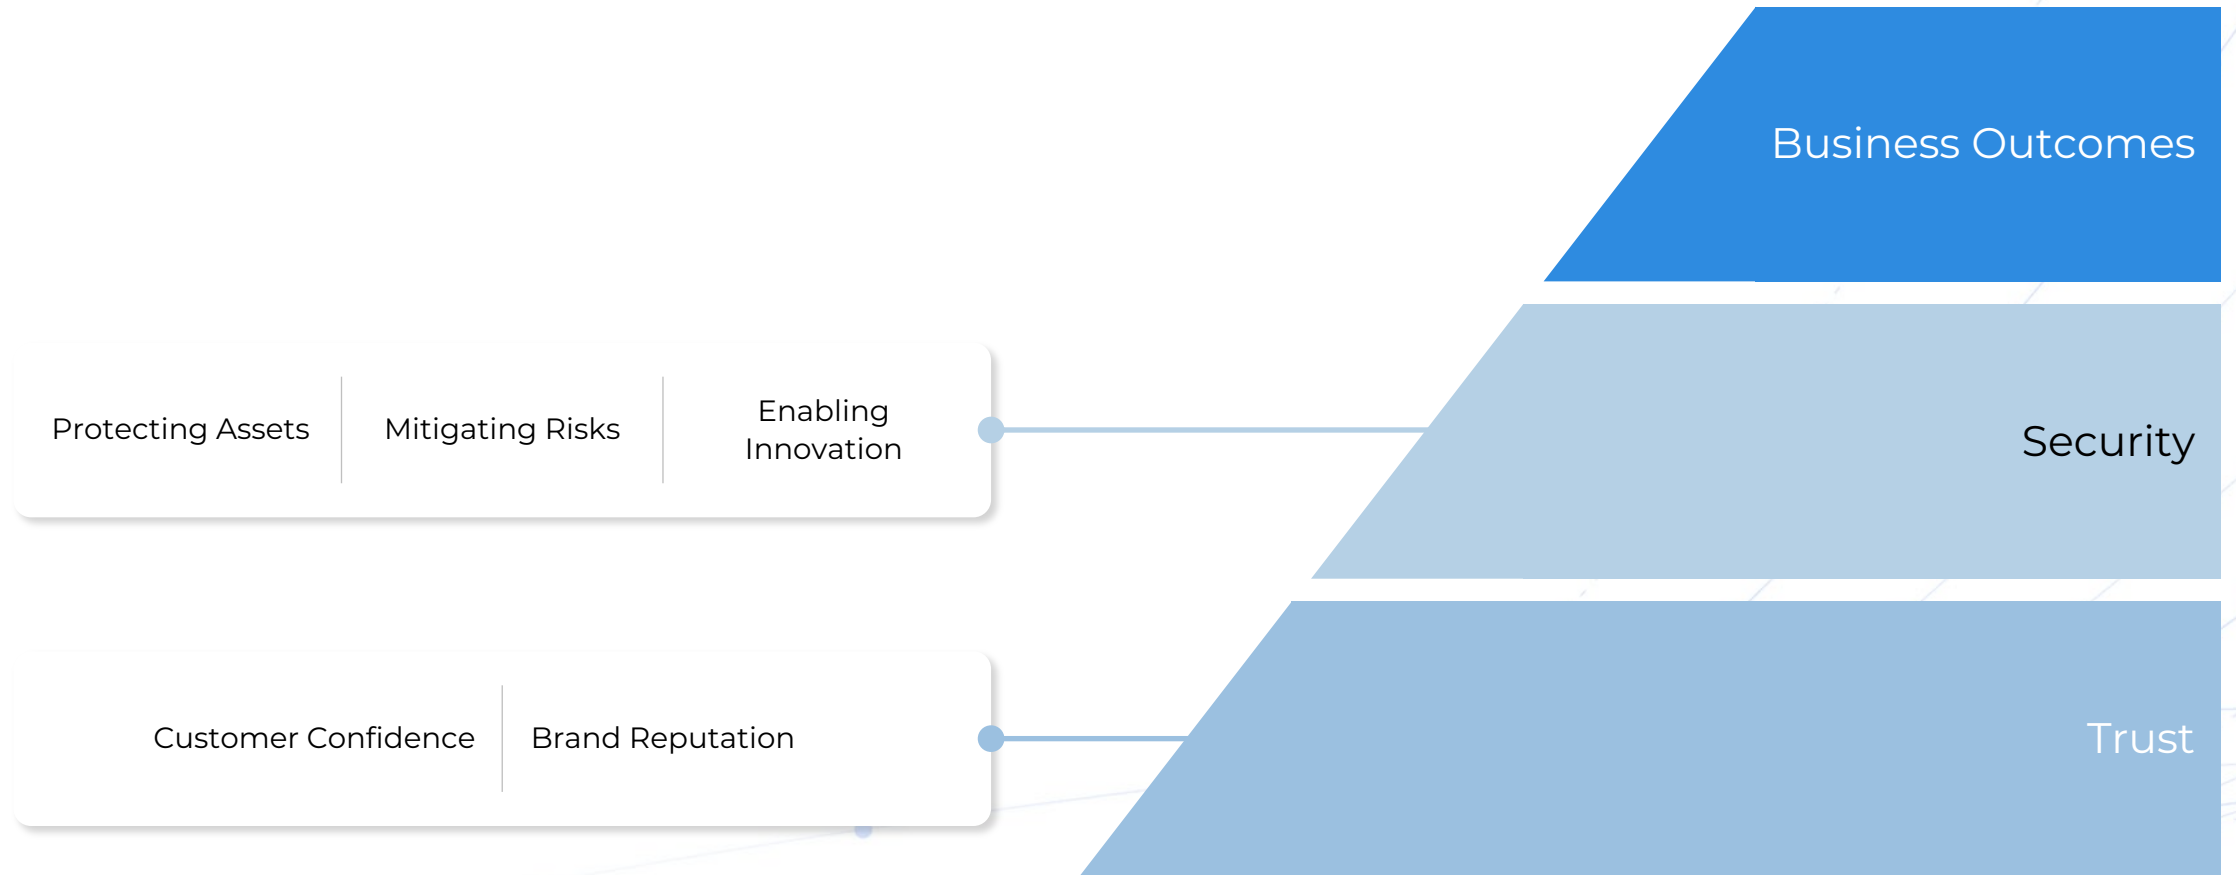 Business Outcomes
Protecting Assets
Mitigating Risks
Enabling
Innovation
Security
Customer Confidence
Brand Reputation
Trust